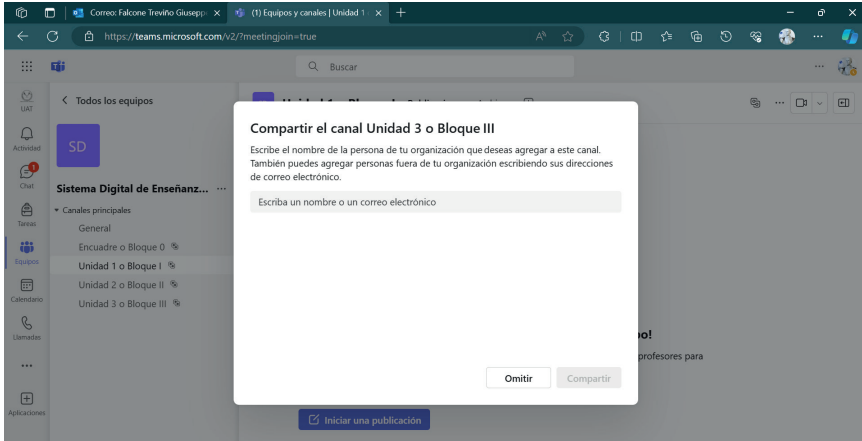 Correo: Falcone Treviño Giusepp
(1) Equipos y canales | Unidad 1
https://teams.microsoft.com/v2/?meetingjoin=true
Buscar
UAT
Actividad
Chat
1
Tareas
Equipos
Calendario
Llamadas
Aplicaciones
Todos los equipos
SD
Sistema Digital de Enseñanz...
Canales principales
General
Encuadre o Bloque 0
Unidad 1 o Bloque I
Unidad 2 o Bloque II
Unidad 3 o Bloque III
Compartir el canal Unidad 3 o Bloque III
Escribe el nombre de la persona de tu organización que deseas agregar a este canal.
También puedes agregar personas fuera de tu organización escribiendo sus direcciones
de correo electrónico.
Escriba un nombre o un correo electrónico
Omitir
Compartir
po!
profesores para
Iniciar una publicación